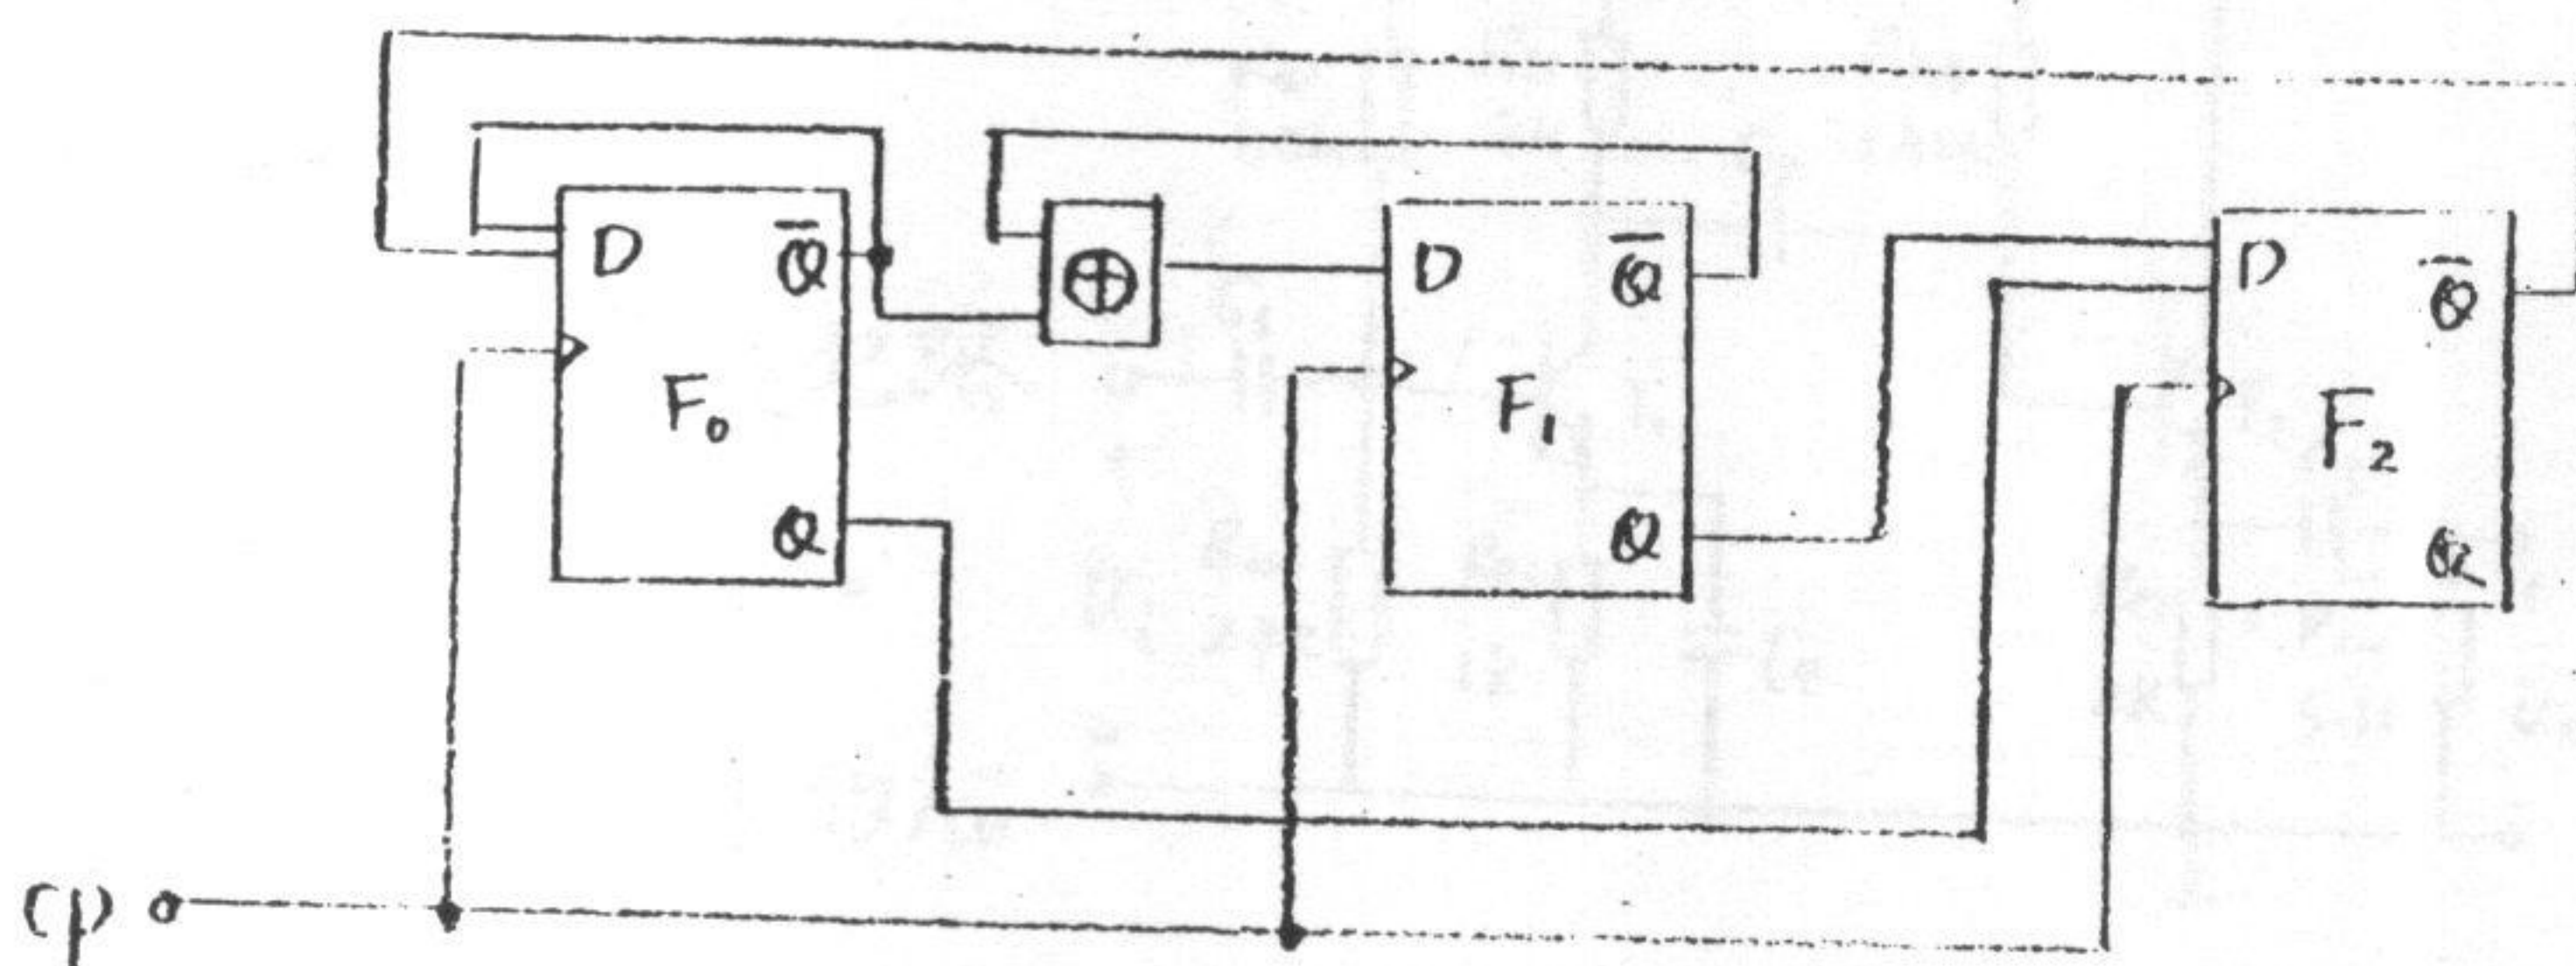 D Q̅ ⊕ D Q̅ D Q̅
F₀ F₁ F₂
Q Q Q
CP